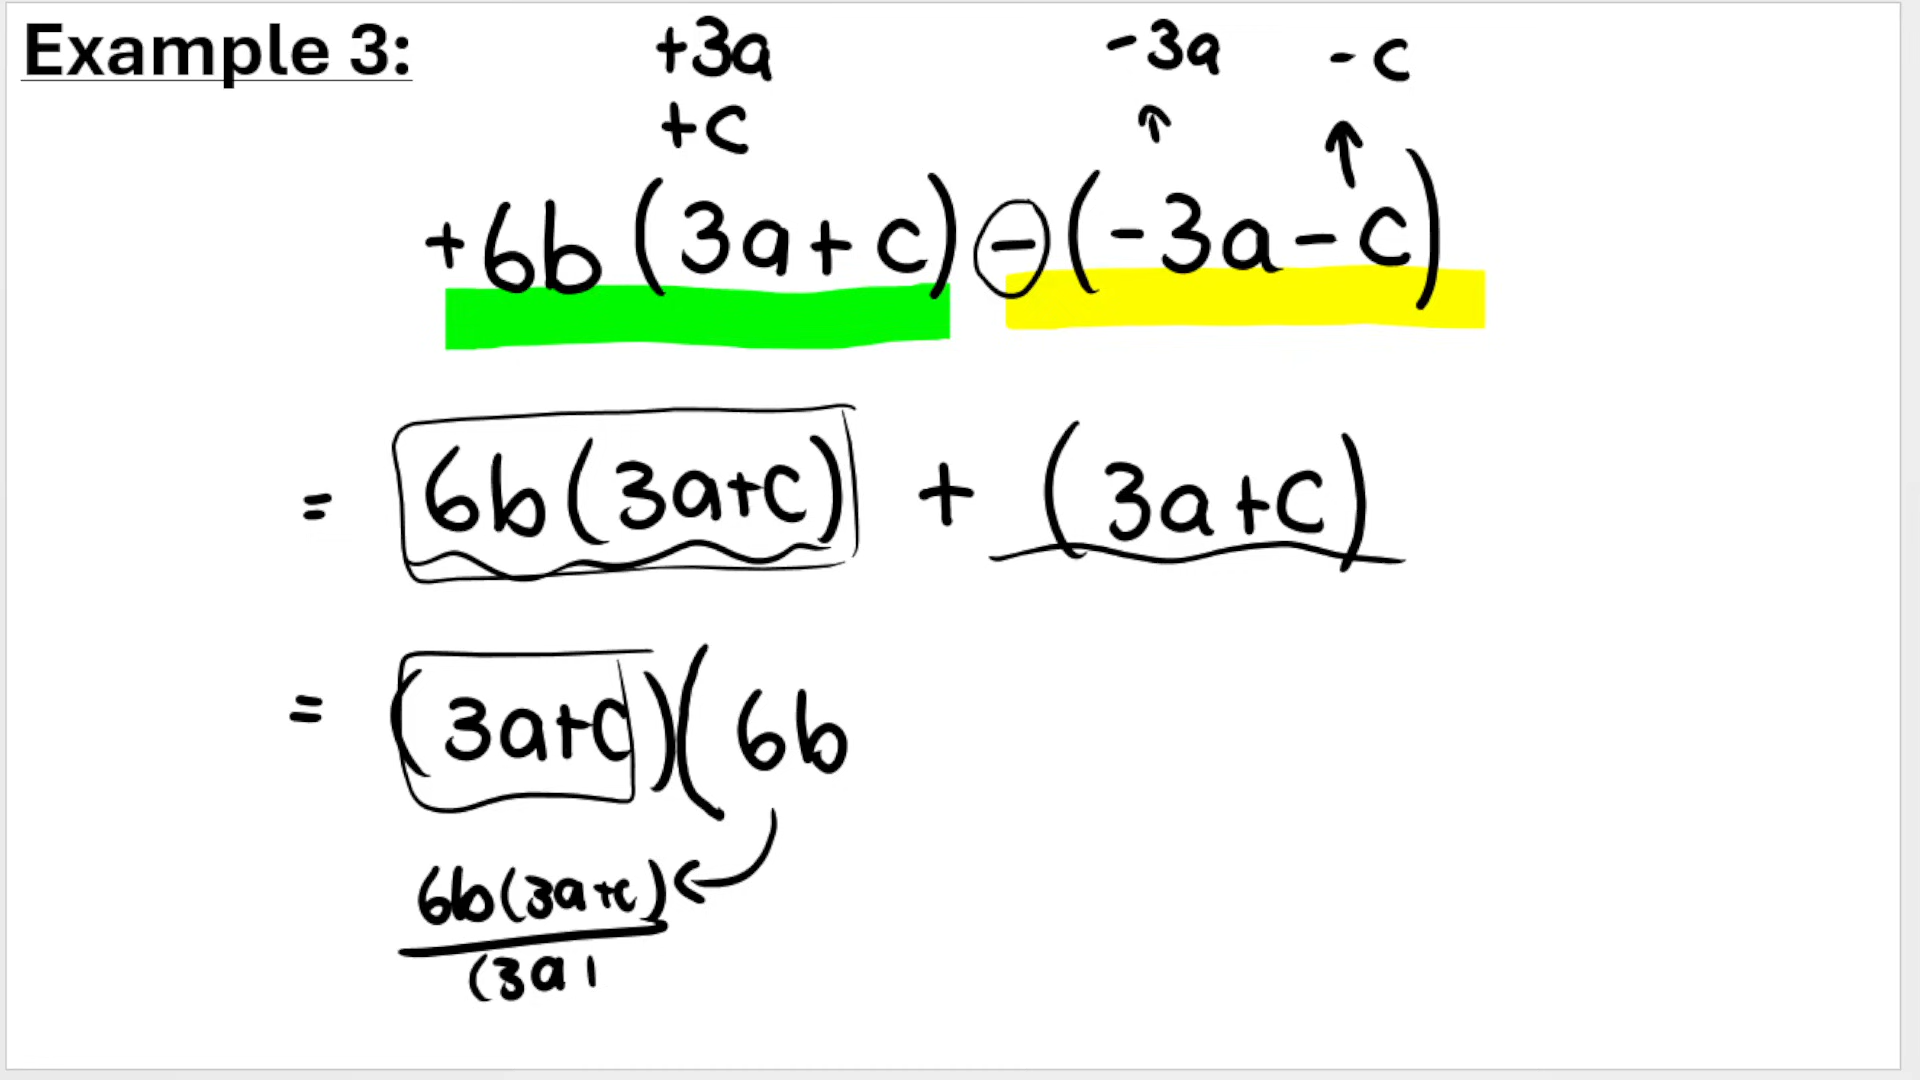 Example 3:
+3a -3a -c
+c ↑ ↑
+6b (3a+c) - (-3a-c)
= 6b(3a+c) + (3a+c)
= (3a+c)(6b
6b(3a+c)
(3a